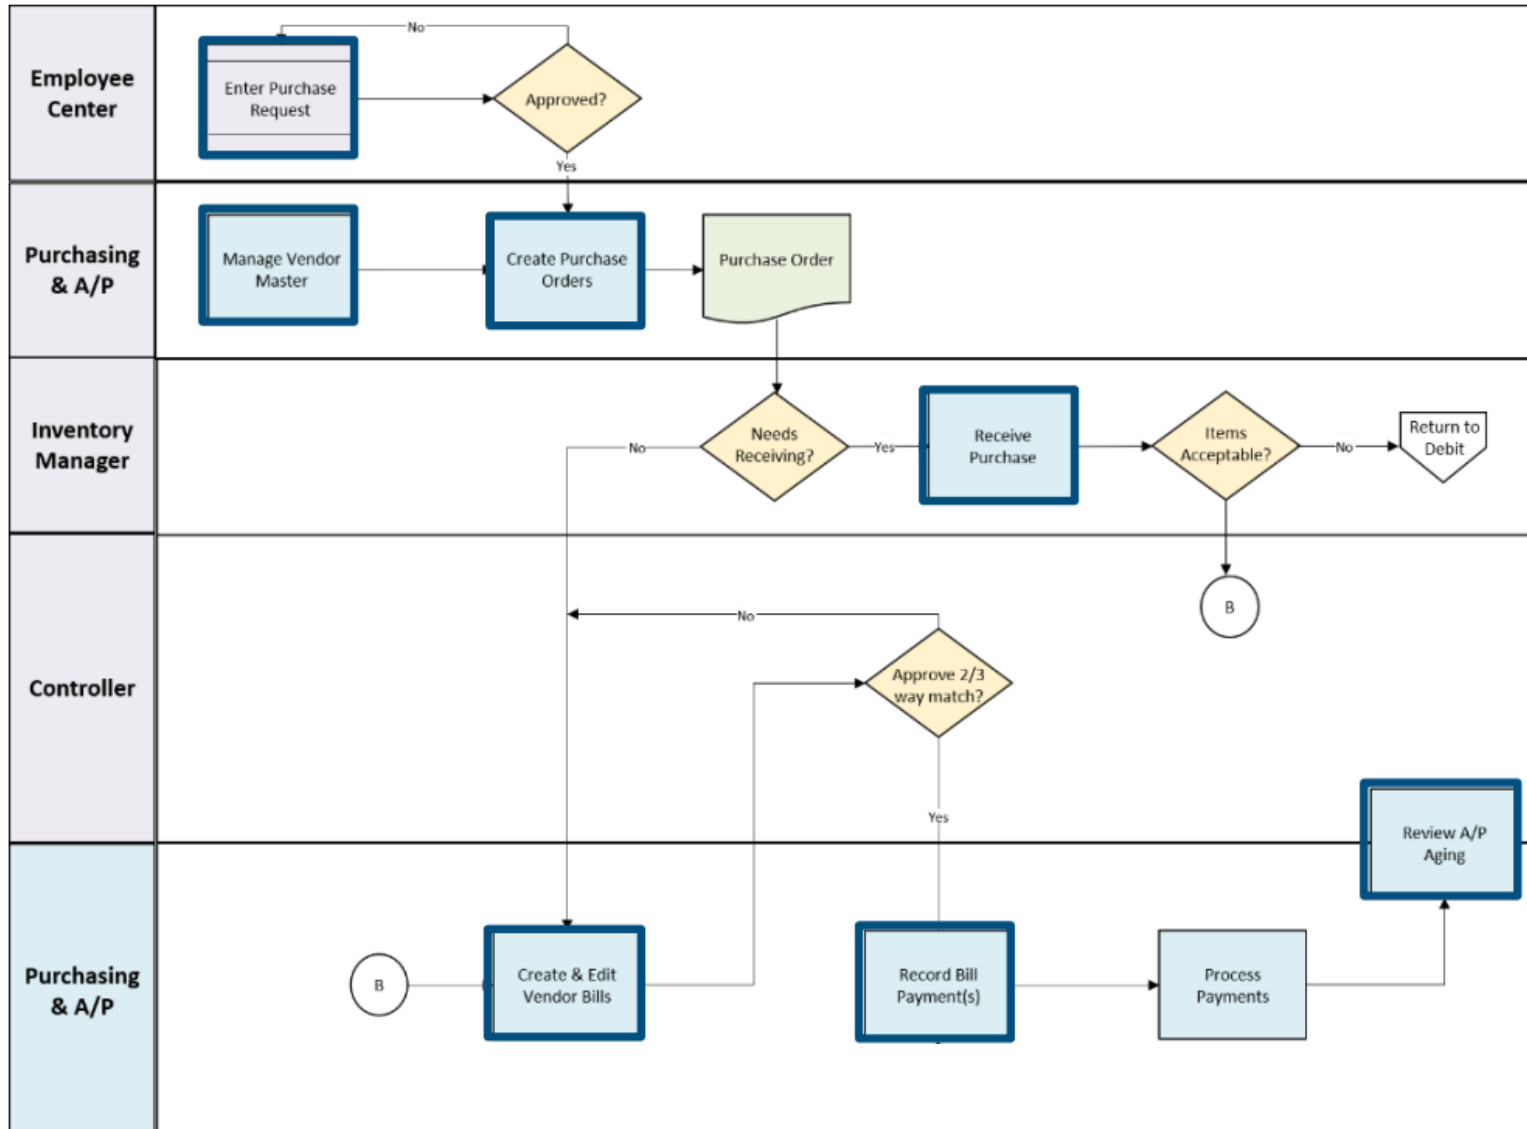 Employee
Center
No
Enter Purchase
Request
Approved?
Yes
Purchasing
& A/P
Manage Vendor
Master
Create Purchase
Orders
Purchase Order
Inventory
Manager
No
Needs
Receiving?
Yes
Receive
Purchase
Items
Acceptable?
No
Return to
Debit
Controller
B
No
Approve 2/3
way match?
Yes
Review A/P
Aging
Purchasing
& A/P
B
Create & Edit
Vendor Bills
Record Bill
Payment(s)
Process
Payments